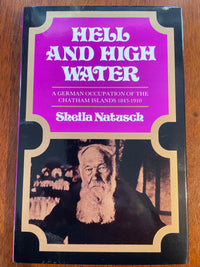 HELL
AND HIGH
WATER
A GERMAN OCCUPATION OF THE
CHATHAM ISLANDS 1843-1910
Sheila Natusch